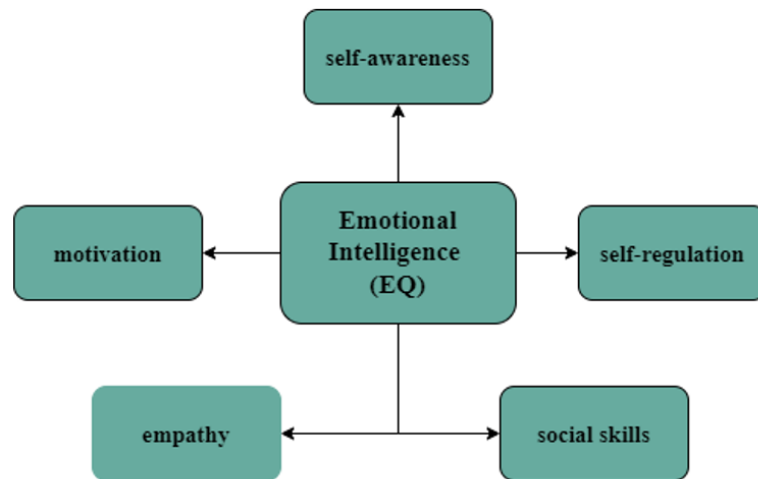 self-awareness
Emotional
Intelligence
(EQ)
motivation
self-regulation
empathy
social skills